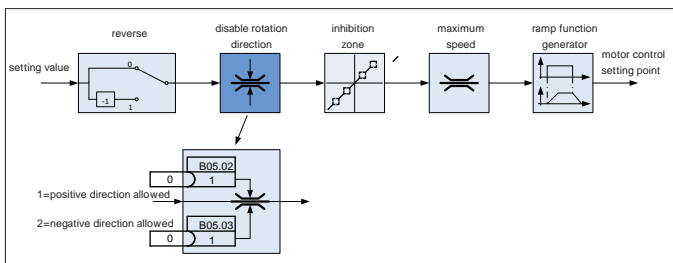 reverse
disable rotation
direction
inhibition
zone
maximum
speed
ramp function
generator
setting value
0
-1
1
motor control
setting point
B05.02
0
1
1=positive direction allowed
2=negative direction allowed
B05.03
0
1